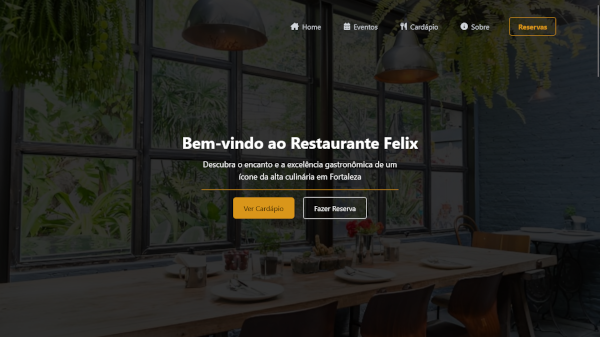 Home Eventos Cardápio Sobre Reservas
Bem-vindo ao Restaurante Felix
Descubra o encanto e a excelência gastronômica de um
ícone da alta culinária em Fortaleza
Ver Cardápio Fazer Reserva